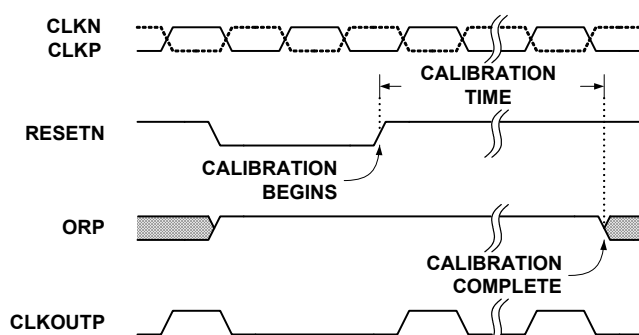 CLKN
CLKP
CALIBRATION
TIME
RESETN
CALIBRATION
BEGINS
ORP
CALIBRATION
COMPLETE
CLKOUTP